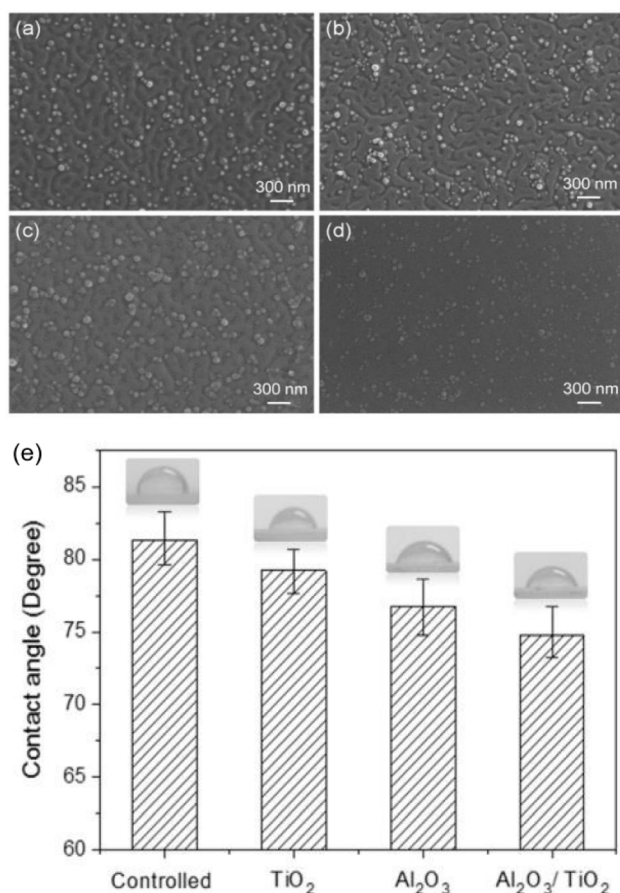 (a)
(b)
300 nm
300 nm
(c)
(d)
300 nm
300 nm
(e)
Contact angle (Degree)
85
80
75
70
65
60
Controlled
TiO₂
Al₂O₃
Al₂O₃/ TiO₂